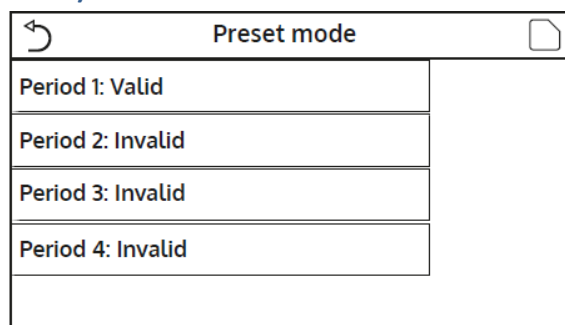 Preset mode
Period 1: Valid
Period 2: Invalid
Period 3: Invalid
Period 4: Invalid